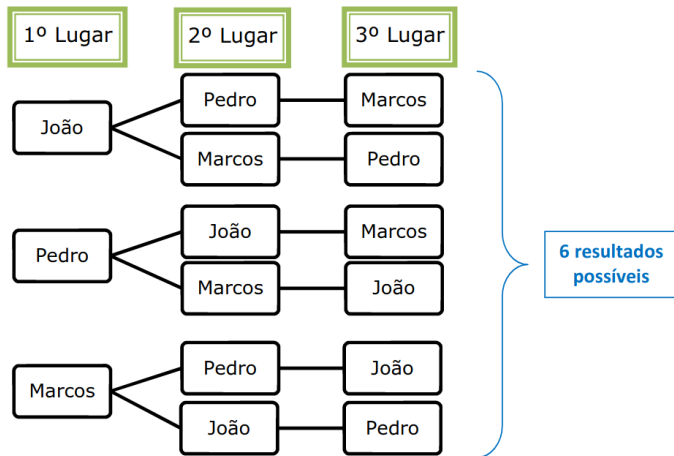 1º Lugar
2º Lugar
3º Lugar
João
Pedro
Marcos
Marcos
Pedro
Pedro
João
Marcos
Marcos
João
Marcos
Pedro
João
João
Pedro
6 resultados
possíveis